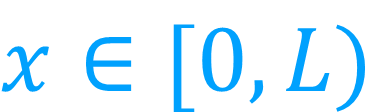 x ∈ [0, L)